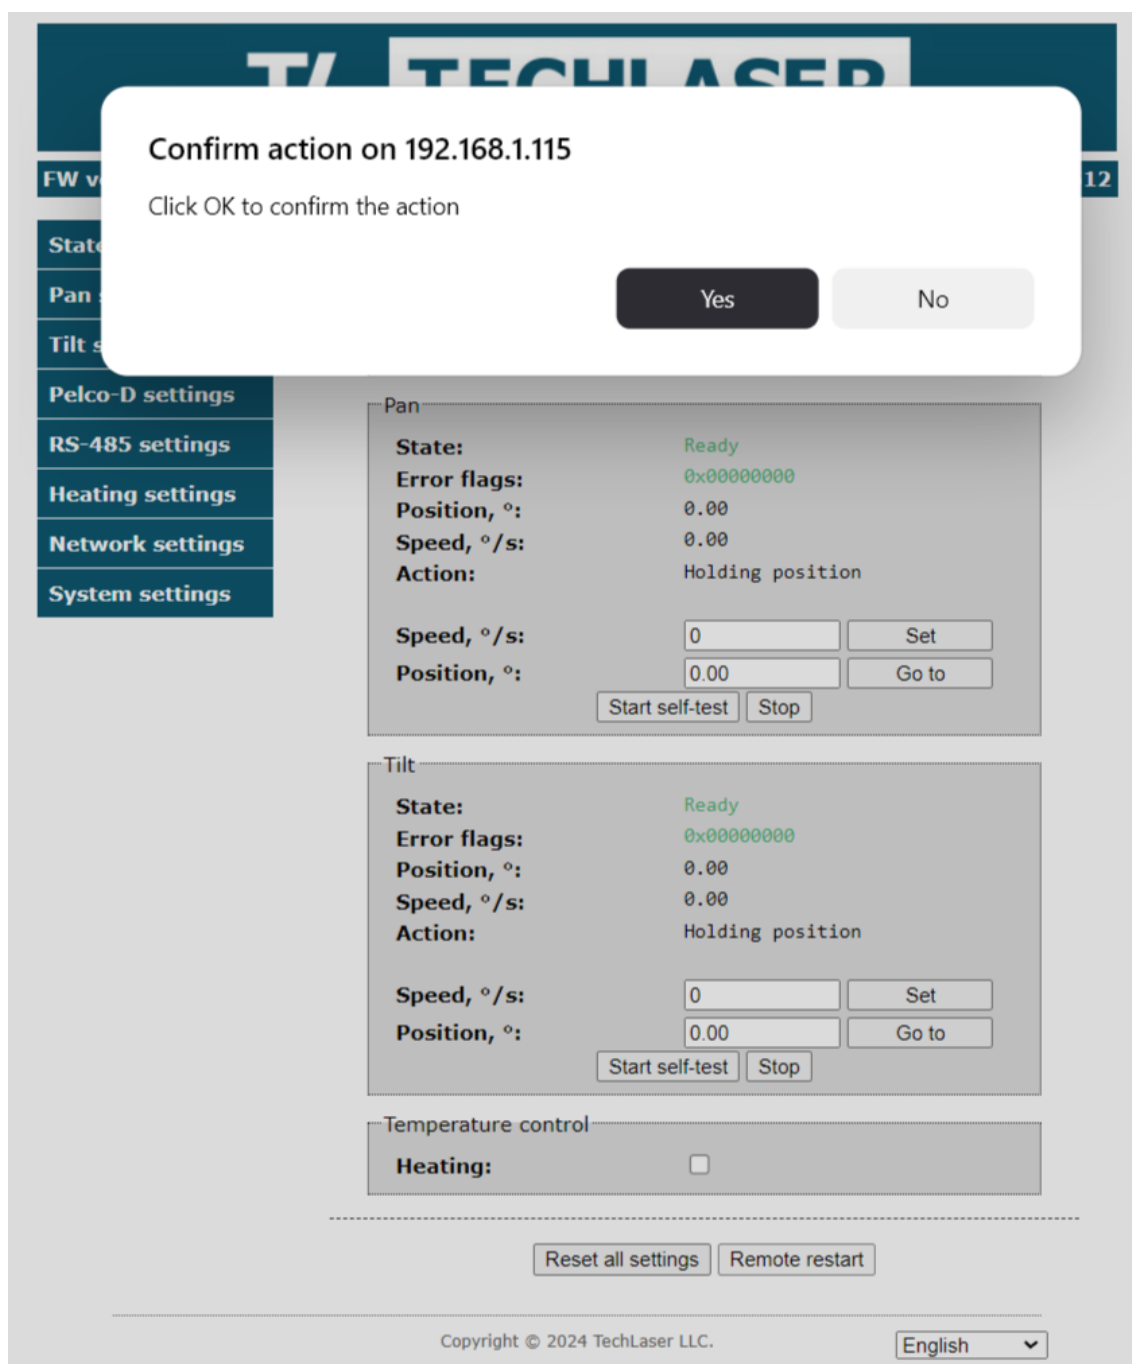 TECHLASER
Confirm action on 192.168.1.115
Click OK to confirm the action
Yes No
FW
12
Pan
Pelco-D settings
RS-485 settings
Heating settings
Network settings
System settings
Pan
State: Ready
Error flags: 0x00000000
Position, º: 0.00
Speed, º/s: 0.00
Action: Holding position
Speed, º/s: 0 Set
Position, º: 0.00 Go to
Start self-test Stop
Tilt
State: Ready
Error flags: 0x00000000
Position, º: 0.00
Speed, º/s: 0.00
Action: Holding position
Speed, º/s: 0 Set
Position, º: 0.00 Go to
Start self-test Stop
Temperature control
Heating:
Reset all settings Remote restart
Copyright © 2024 TechLaser LLC.
English